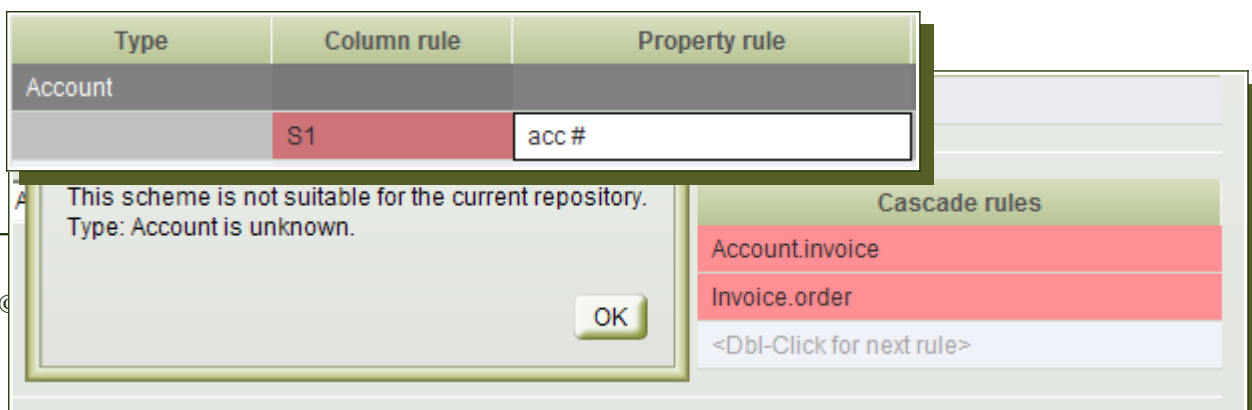 Type Column rule Property rule
Account
S1 acc #
This scheme is not suitable for the current repository.
Type: Account is unknown.
OK
Cascade rules
Account.invoice
Invoice.order
<Dbl-Click for next rule>
©